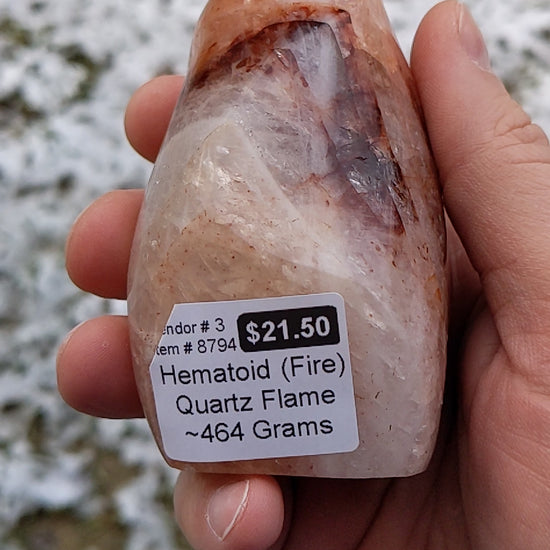 endor # 3
tem # 8794
$21.50
Hematoid (Fire)
Quartz Flame
~464 Grams